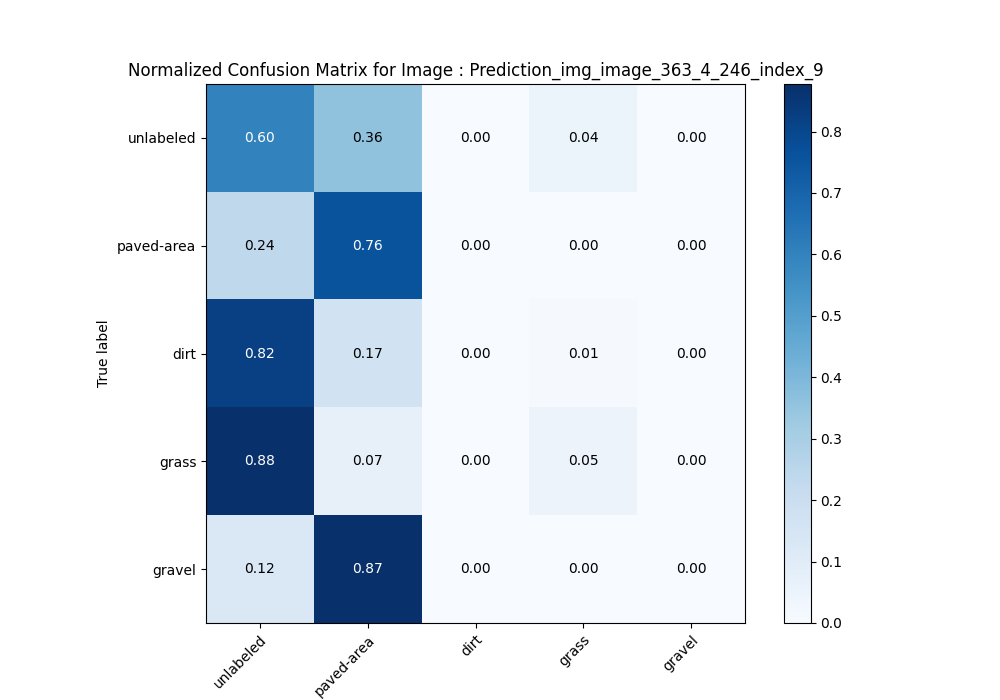 Normalized Confusion Matrix for Image : Prediction_img_image_363_4_246_index_9
True label
unlabeled 0.60 0.36 0.00 0.04 0.00
paved-area 0.24 0.76 0.00 0.00 0.00
dirt 0.82 0.17 0.00 0.01 0.00
grass 0.88 0.07 0.00 0.05 0.00
gravel 0.12 0.87 0.00 0.00 0.00
unlabeled paved-area dirt grass gravel
0.8
0.7
0.6
0.5
0.4
0.3
0.2
0.1
0.0